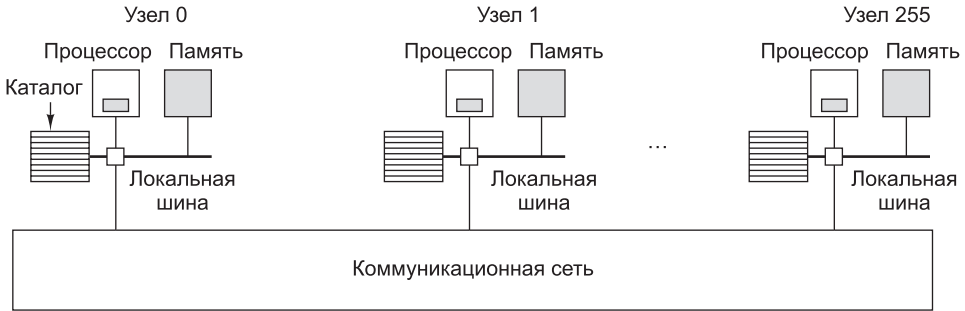 Узел 0
Узел 1
Узел 255
Процессор Память
Процессор Память
Процессор Память
Каталог
...
Локальная
шина
Локальная
шина
Локальная
шина
Коммуникационная сеть